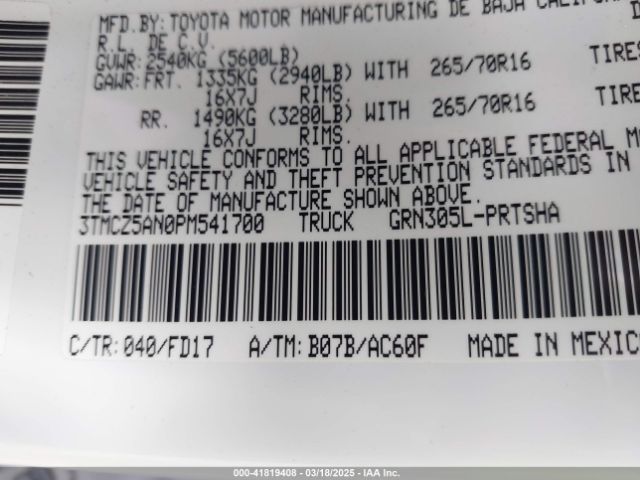 MFD.BY: TOYOTA MOTOR MANUFACTURING DE BAJA CALIFORN
R.L. DE C.V.
GVWR: 2540KG (5600LB)
GAWR: FRT. 1335KG (2940LB) WITH 265/70R16 TIRES
16X7J RIMS.
RR. 1490KG (3280LB) WITH 265/70R16 TIRE
16X7J RIMS.
THIS VEHICLE CONFORMS TO ALL APPLICABLE FEDERAL M
VEHICLE SAFETY AND THEFT PREVENTION STANDARDS IN
THE DATE OF MANUFACTURE SHOWN ABOVE.
3TMCZ5AN0PM541700 TRUCK GRN305L-PRTSHA
C/TR: 040/FD17 A/TM: B07B/AC60F MADE IN MEXICO
000-41819408 - 03/18/2025 - IAA, LLC